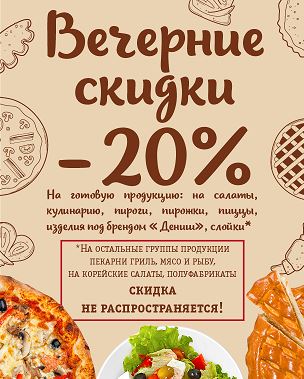 Вечерние
скидки
-20%
На готовую продукцию: на салаты,
кулинарию, пироги, пирожки, пиццы,
изделия под брендом «Дениш», слойки*
*НА ОСТАЛЬНЫЕ ГРУППЫ ПРОДУКЦИИ
ПЕКАРНИ ГРИЛЬ, МЯСО И РЫБУ,
НА КОРЕЙСКИЕ САЛАТЫ, ПОЛУФАБРИКАТЫ
СКИДКА
НЕ РАСПРОСТРАНЯЕТСЯ!